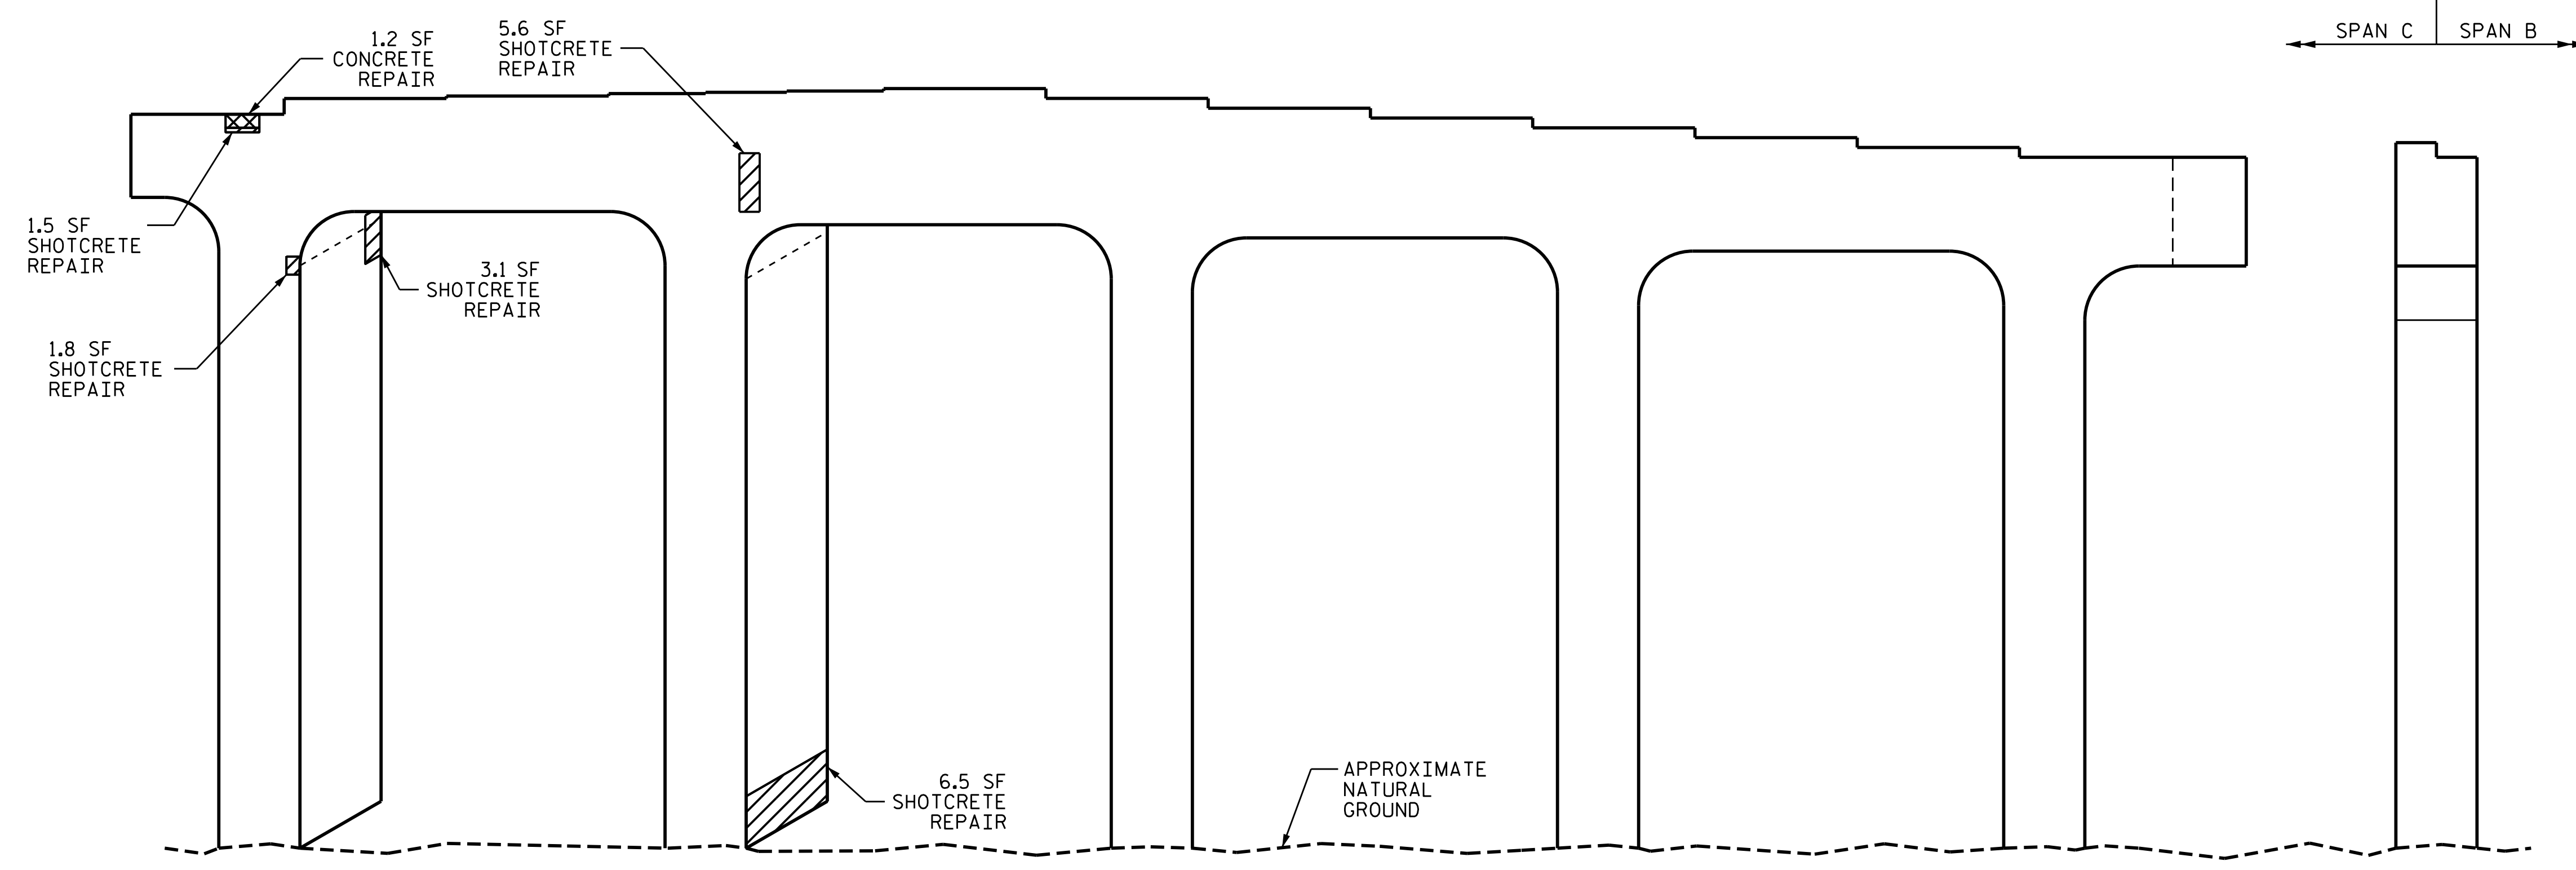 1.2 SF
CONCRETE
REPAIR
5.6 SF
SHOTCRETE
REPAIR
SPAN C
SPAN B
1.5 SF
SHOTCRETE
REPAIR
3.1 SF
SHOTCRETE
REPAIR
1.8 SF
SHOTCRETE
REPAIR
6.5 SF
SHOTCRETE
REPAIR
APPROXIMATE
NATURAL
GROUND